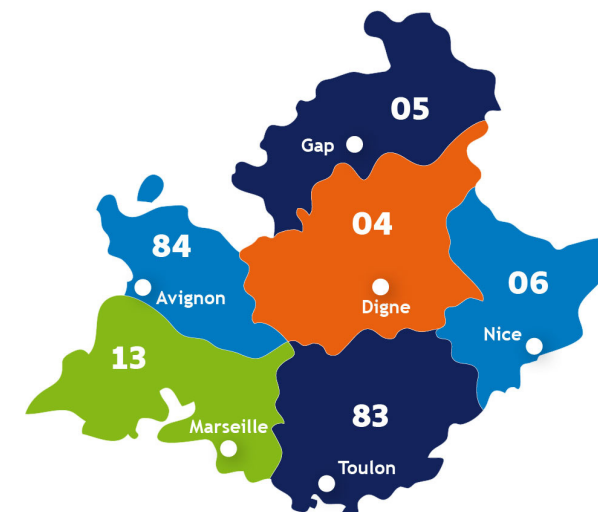 05
Gap
04
84
06
Avignon
Digne
Nice
13
83
Marseille
Toulon